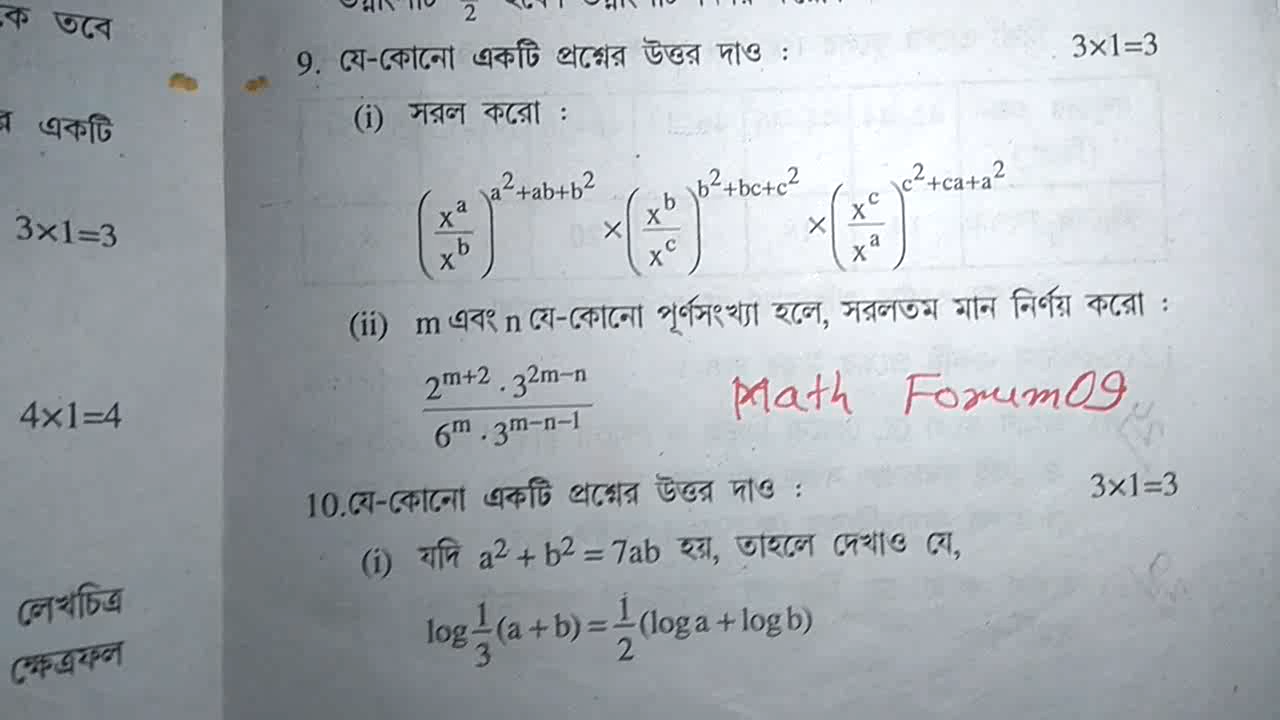 ক তবে
একটি
3×1=3
4×1=4
লেখচিত্র
ক্ষেত্রফল
9. যে-কোনো একটি প্রশ্নের উত্তর দাও : 3×1=3
(i) সরল করো :
(x^a/x^b)^(a²+ab+b²) × (x^b/x^c)^(b²+bc+c²) × (x^c/x^a)^(c²+ca+a²)
(ii) m এবং n যে-কোনো পূর্ণসংখ্যা হলে, সরলতম মান নির্ণয় করো :
2^(m+2) . 3^(2m−n)
6^m . 3^(m−n−1)
Math Forum09
10.যে-কোনো একটি প্রশ্নের উত্তর দাও : 3×1=3
(i) যদি a² + b² = 7ab হয়, তাহলে দেখাও যে,
log 1/3 (a + b) = 1/2 (log a + log b)